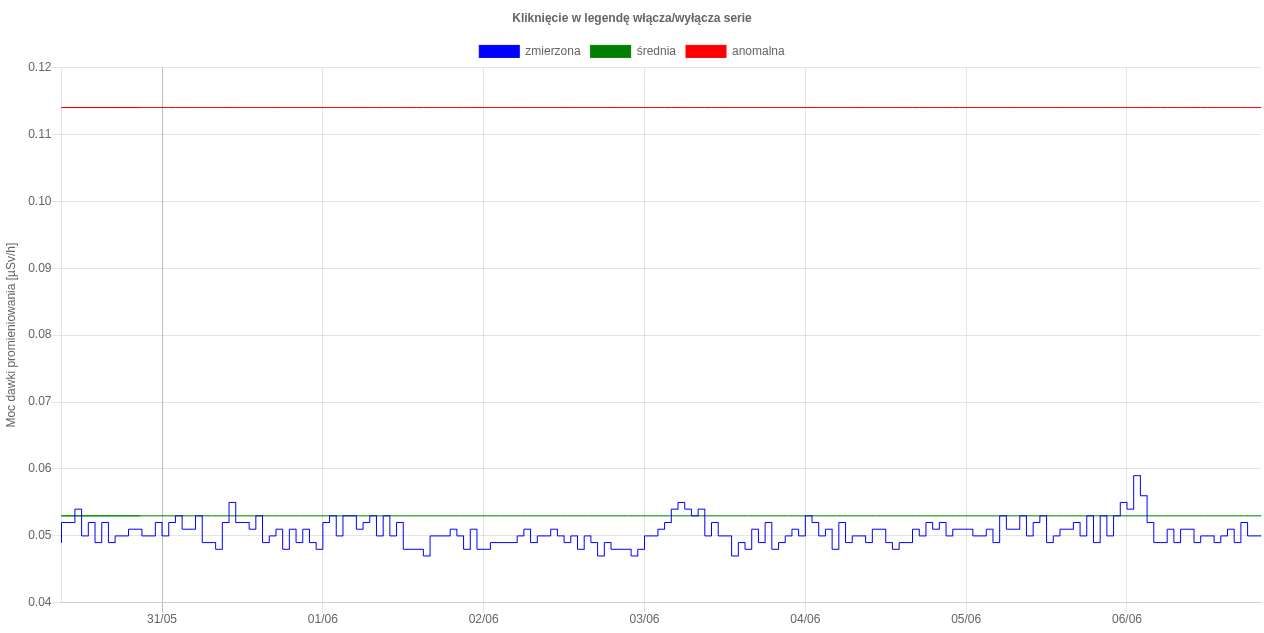 Kliknięcie w legendę włącza/wyłącza serie
zmierzona średnia anomalna
Moc dawki promieniowania [µSv/h]
0.12
0.11
0.10
0.09
0.08
0.07
0.06
0.05
0.04
31/05 01/06 02/06 03/06 04/06 05/06 06/06